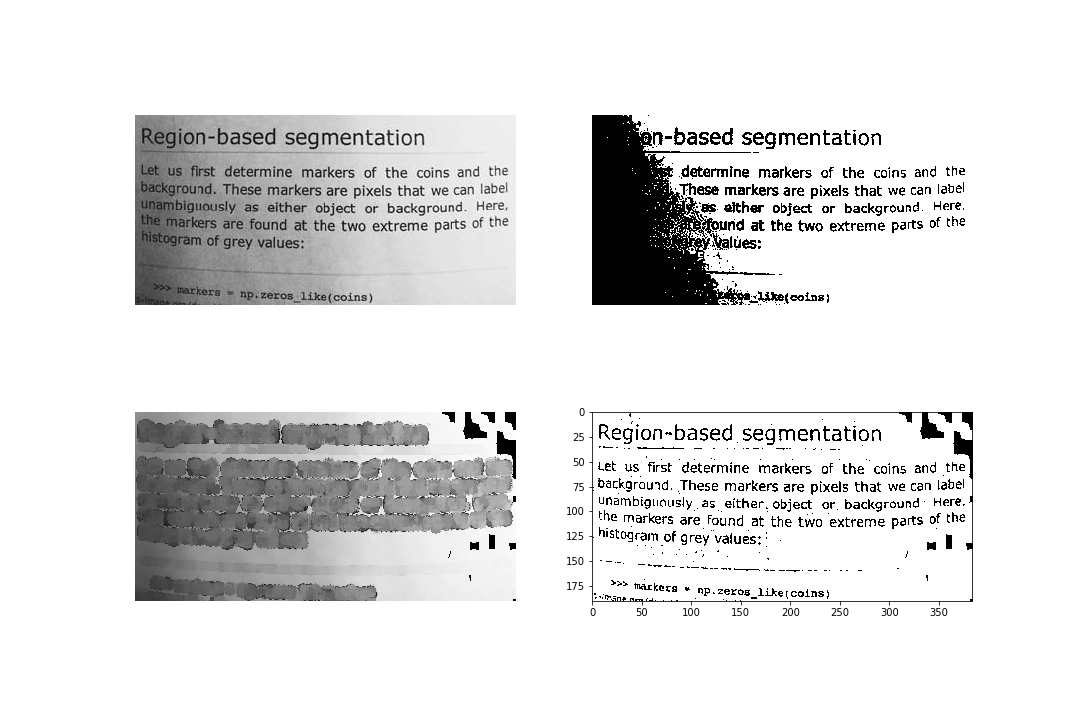 Region-based segmentation
Let us first determine markers of the coins and the
background. These markers are pixels that we can label
unambiguously as either object or background. Here,
the markers are found at the two extreme parts of the
histogram of grey values:
>>> markers = np.zeros_like(coins)
on-based segmentation
determine markers of the coins and the
These markers are pixels that we can label
as either object or background. Here.
found at the two extreme parts of the
grey values:
zeros_like(coins)
0
25
50
75
100
125
150
175
Region-based segmentation
Let us first determine markers of the coins and the
background. These markers are pixels that we can label
unambiguously as either object or background Here.
the markers are found at the two extreme parts of the
histogram of grey values:
>>> markers = np.zeros_like(coins)
0 50 100 150 200 250 300 350